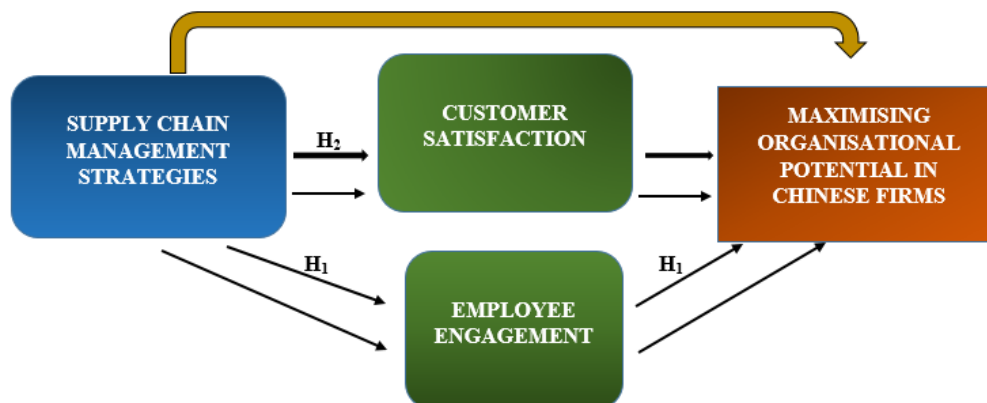 SUPPLY CHAIN
MANAGEMENT
STRATEGIES
H₂
CUSTOMER
SATISFACTION
MAXIMISING
ORGANISATIONAL
POTENTIAL IN
CHINESE FIRMS
H₁
EMPLOYEE
ENGAGEMENT
H₁